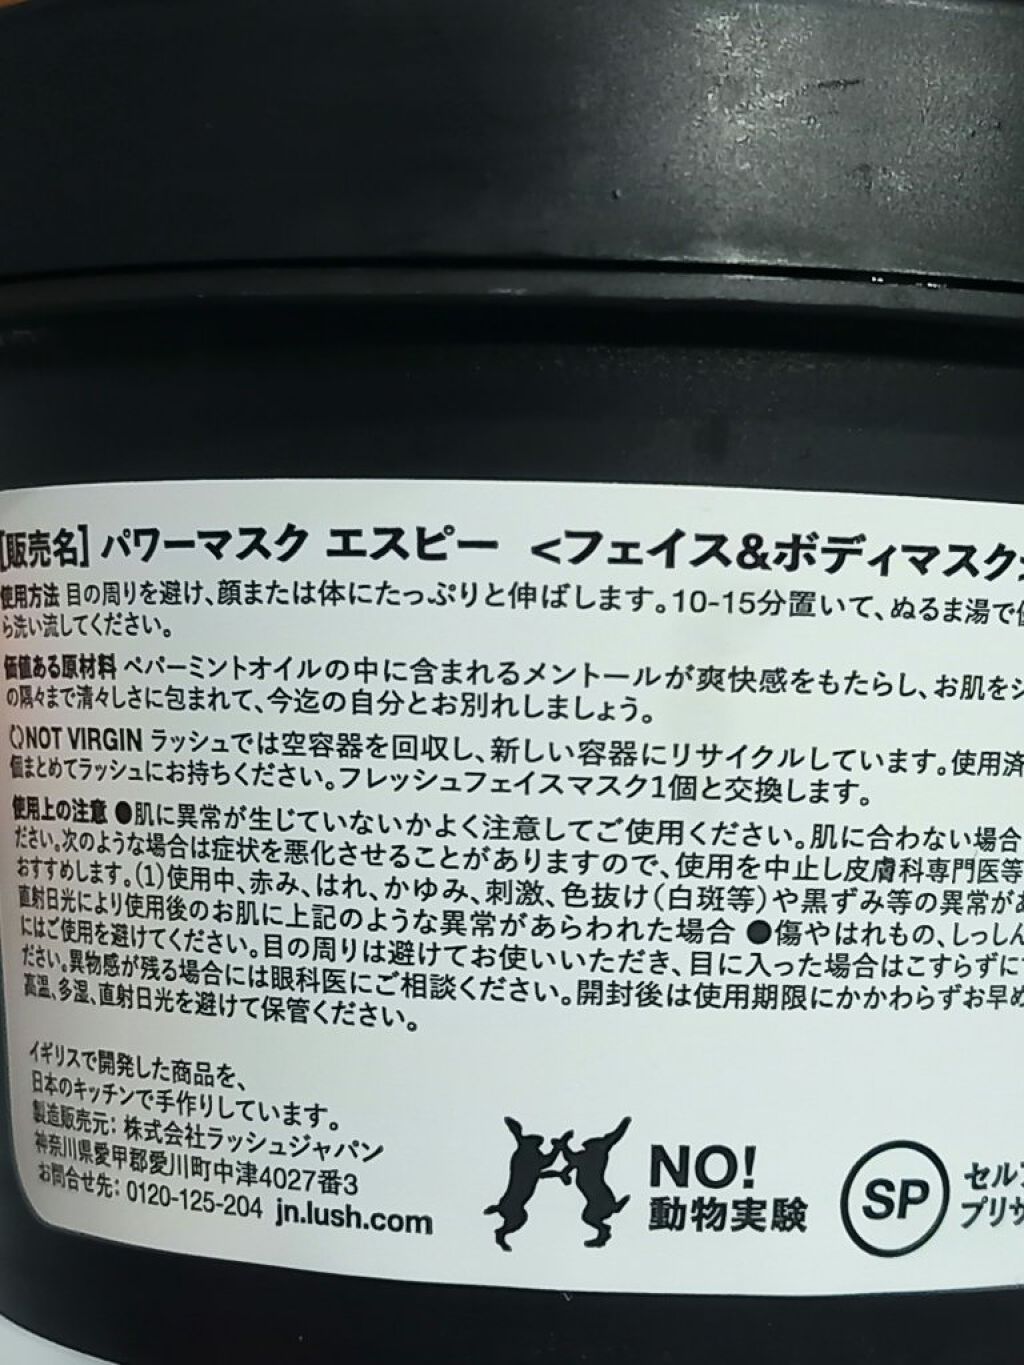 [販売名] パワーマスク エスピー <フェイス&ボディマスク>
使用方法 目の周りを避け、顔または体にたっぷりと伸ばします。10-15分置いて、ぬるま湯で
ら洗い流してください。
価値ある原材料 ペパーミントオイルの中に含まれるメントールが爽快感をもたらし、お肌を
の隅々まで清々しさに包まれて、今迄の自分とお別れしましょう。
NOT VIRGIN ラッシュでは空容器を回収し、新しい容器にリサイクルしています。使用済
個まとめてラッシュにお持ちください。フレッシュフェイスマスク1個と交換します。
使用上の注意 ●肌に異常が生じていないかよく注意してご使用ください。肌に合わない場合
ださい。次のような場合は症状を悪化させることがありますので、使用を中止し皮膚科専門医等
おすすめします。(1)使用中、赤み、はれ、かゆみ、刺激、色抜け(白斑等)や黒ずみ等の異常が
直射日光により使用後のお肌に上記のような異常があらわれた場合 ●傷やはれもの、しっしん
にはご使用を避けてください。目の周りは避けてお使いいただき、目に入った場合はこすらずに
ださい。異物感が残る場合には眼科医にご相談ください。開封後は使用期限にかかわらずお早め
高温、多湿、直射日光を避けて保管ください。
イギリスで開発した商品を、
日本のキッチンで手作りしています。
製造販売元: 株式会社ラッシュジャパン
神奈川県愛甲郡愛川町中津4027番3
お問合せ先: 0120-125-204 jn.lush.com
NO!
動物実験
SP
セルフ
プリザ